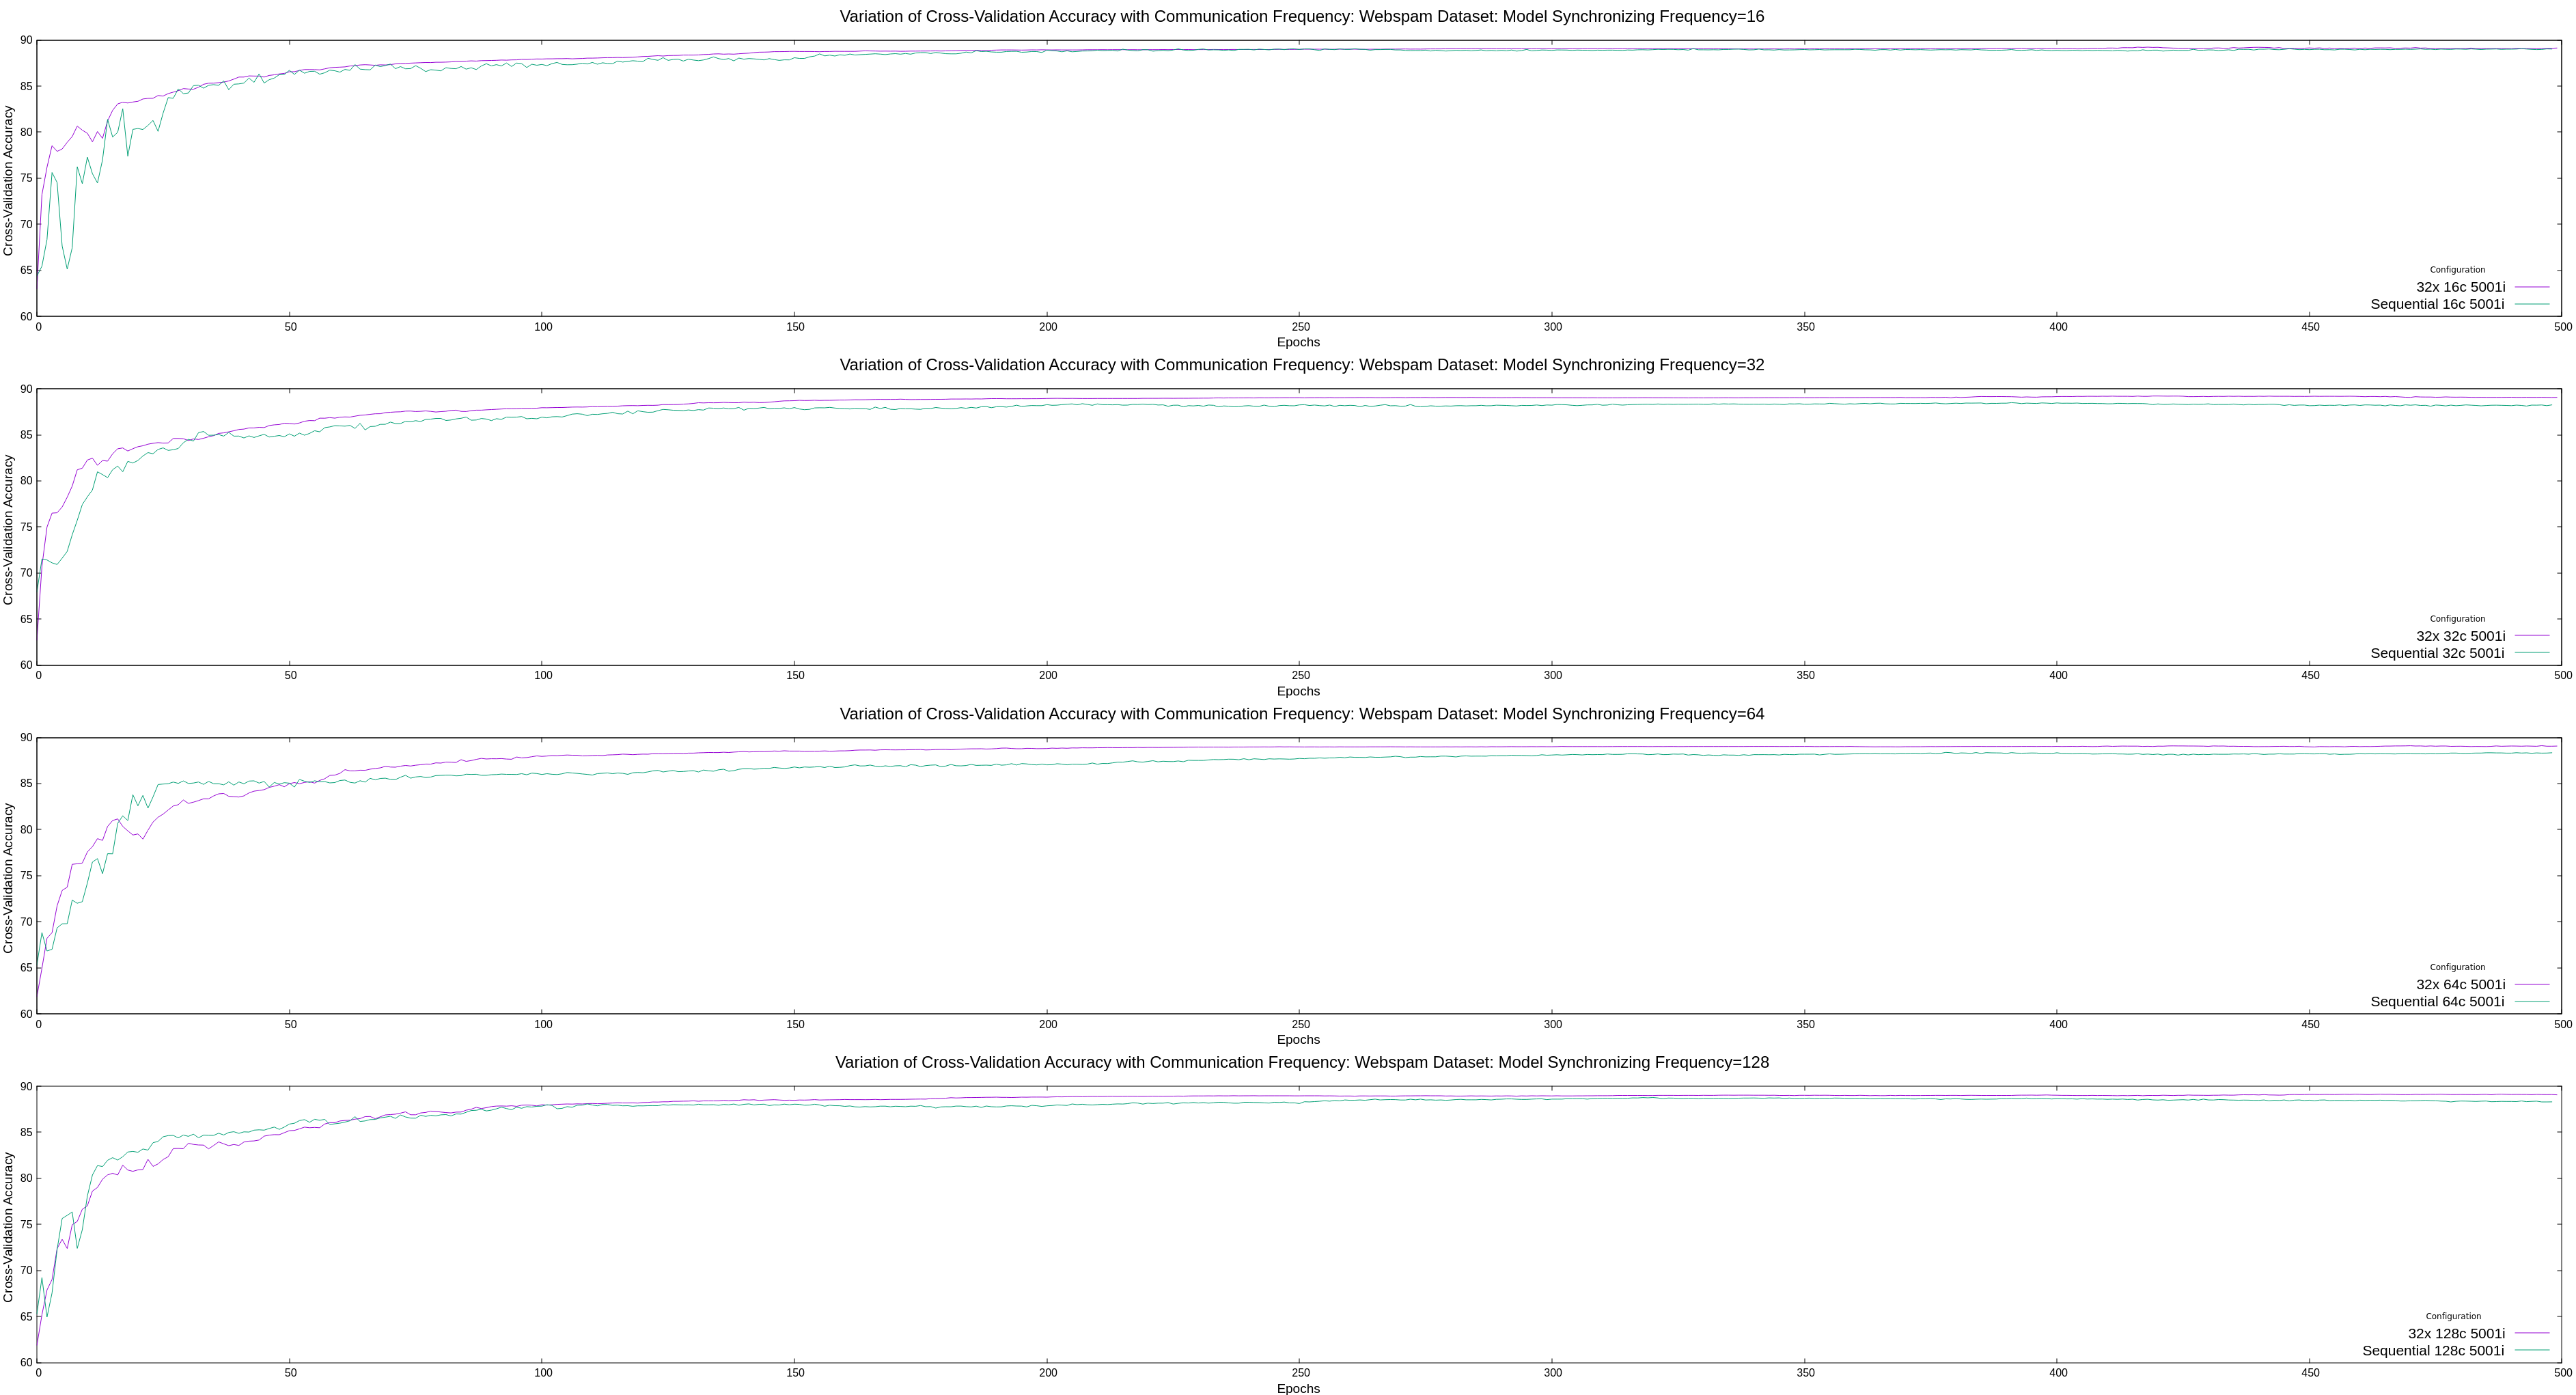 Variation of Cross-Validation Accuracy with Communication Frequency: Webspam Dataset: Model Synchronizing Frequency=16
90
85
80
75
70
65
60
Cross-Validation Accuracy
Configuration
32x 16c 5001i
Sequential 16c 5001i
0 50 100 150 200 250 300 350 400 450 500
Epochs
Variation of Cross-Validation Accuracy with Communication Frequency: Webspam Dataset: Model Synchronizing Frequency=32
90
85
80
75
70
65
60
Cross-Validation Accuracy
Configuration
32x 32c 5001i
Sequential 32c 5001i
0 50 100 150 200 250 300 350 400 450 500
Epochs
Variation of Cross-Validation Accuracy with Communication Frequency: Webspam Dataset: Model Synchronizing Frequency=64
90
85
80
75
70
65
60
Cross-Validation Accuracy
Configuration
32x 64c 5001i
Sequential 64c 5001i
0 50 100 150 200 250 300 350 400 450 500
Epochs
Variation of Cross-Validation Accuracy with Communication Frequency: Webspam Dataset: Model Synchronizing Frequency=128
90
85
80
75
70
65
60
Cross-Validation Accuracy
Configuration
32x 128c 5001i
Sequential 128c 5001i
0 50 100 150 200 250 300 350 400 450 500
Epochs